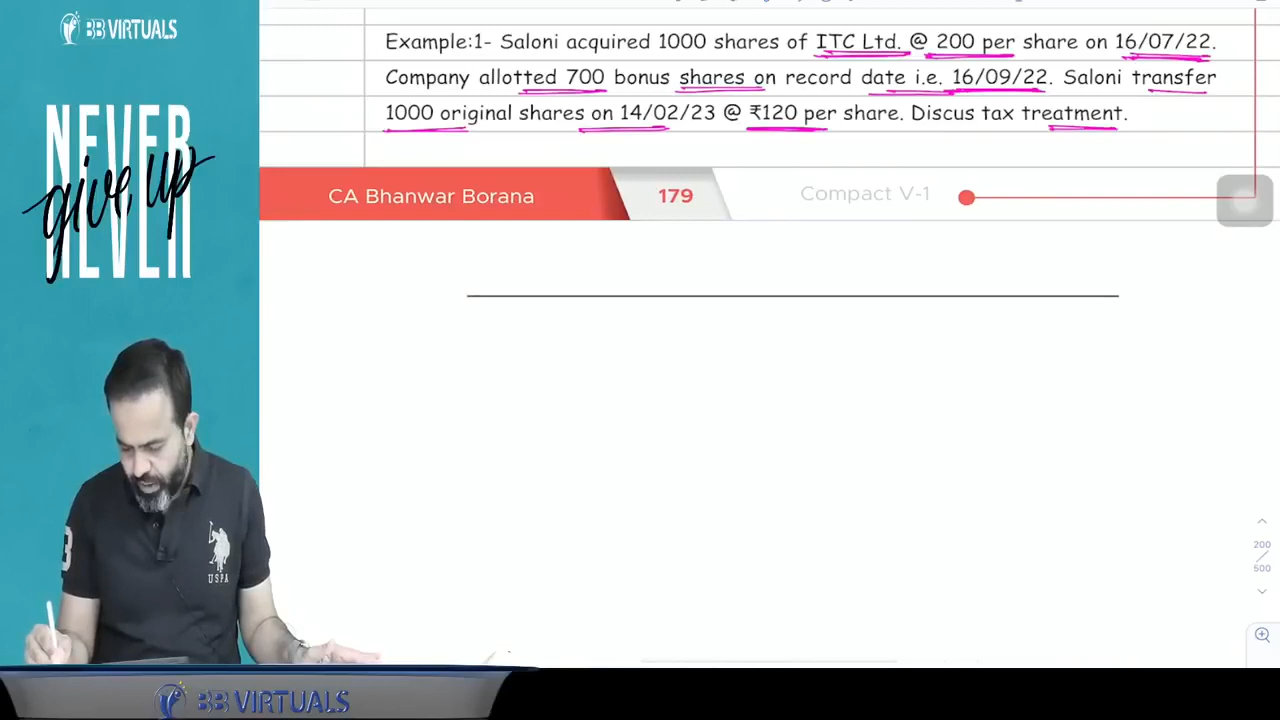 BB VIRTUALS
NEVER
give up
NEVER
Example:1- Saloni acquired 1000 shares of ITC Ltd. @ 200 per share on 16/07/22.
Company allotted 700 bonus shares on record date i.e. 16/09/22. Saloni transfer
1000 original shares on 14/02/23 @ ₹120 per share. Discus tax treatment.
CA Bhanwar Borana
179
Compact V-1
200
500
3
USPA
BB VIRTUALS